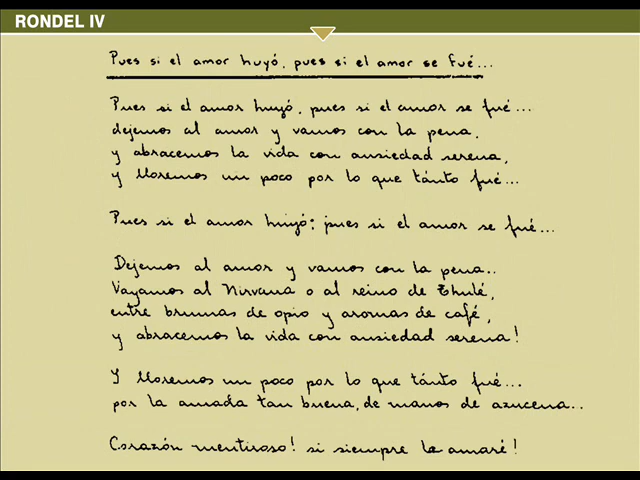 RONDEL IV
Pues si el amor huyó, pues si el amor se fué...
Pues si el amor huyó, pues si el amor se fué...
dejemos al amor y vamos con la pena,
y abracemos la vida con ansiedad serena,
y lloremos un poco por lo que tánto fué...
Pues si el amor huyó; pues si el amor se fué...
Dejemos al amor y vamos con la pena..
Vayamos al Nirvana o al reino de Thulé,
entre brumas de opio y aromas de café,
y abracemos la vida con ansiedad serena!
Y lloremos un poco por lo que tánto fué...
por la amada tan buena, de manos de azucena..
Corazón mentiroso! si siempre la amaré!